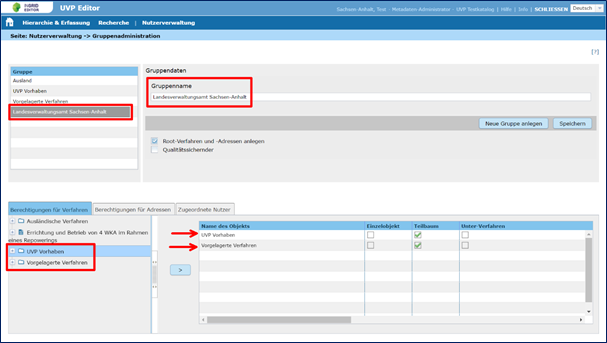 INGRID EDITOR UVP Editor
Sachsen-Anhalt, Test - Metadaten-Administrator - UVP Testkatalog | Hilfe | Info | SCHLIESSEN Deutsch
Hierarchie & Erfassung Recherche | Nutzerverwaltung
Seite: Nutzerverwaltung -> Gruppenadministration
[?]
Gruppe
Ausland
UVP Vorhaben
Vorgelagerte Verfahren
Landesverwaltungsamt Sachsen-Anhalt
Gruppendaten
Gruppenname
Landesverwaltungsamt Sachsen-Anhalt
Neue Gruppe anlegen Speichern
Root-Verfahren und -Adressen anlegen
Qualitätssichernder
Berechtigungen für Verfahren Berechtigungen für Adressen Zugeordnete Nutzer
Ausländische Verfahren
Errichtung und Betrieb von 4 WKA im Rahmen
eines Repowerings
UVP Vorhaben
Vorgelagerte Verfahren
>
Name des Objekts Einzelobjekt Teilbaum Unter-Verfahren
UVP Vorhaben
Vorgelagerte Verfahren